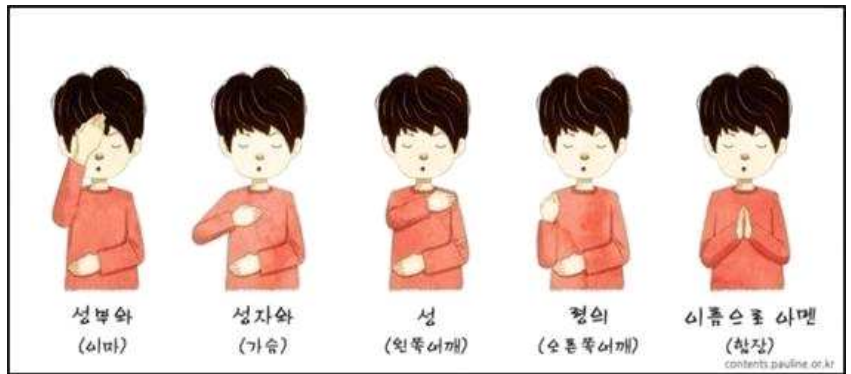 성부와
(이마)
성자와
(가슴)
성
(왼쪽어깨)
령의
(오른쪽어깨)
이름으로 아멘
(합장)
contents.pauline.or.kr